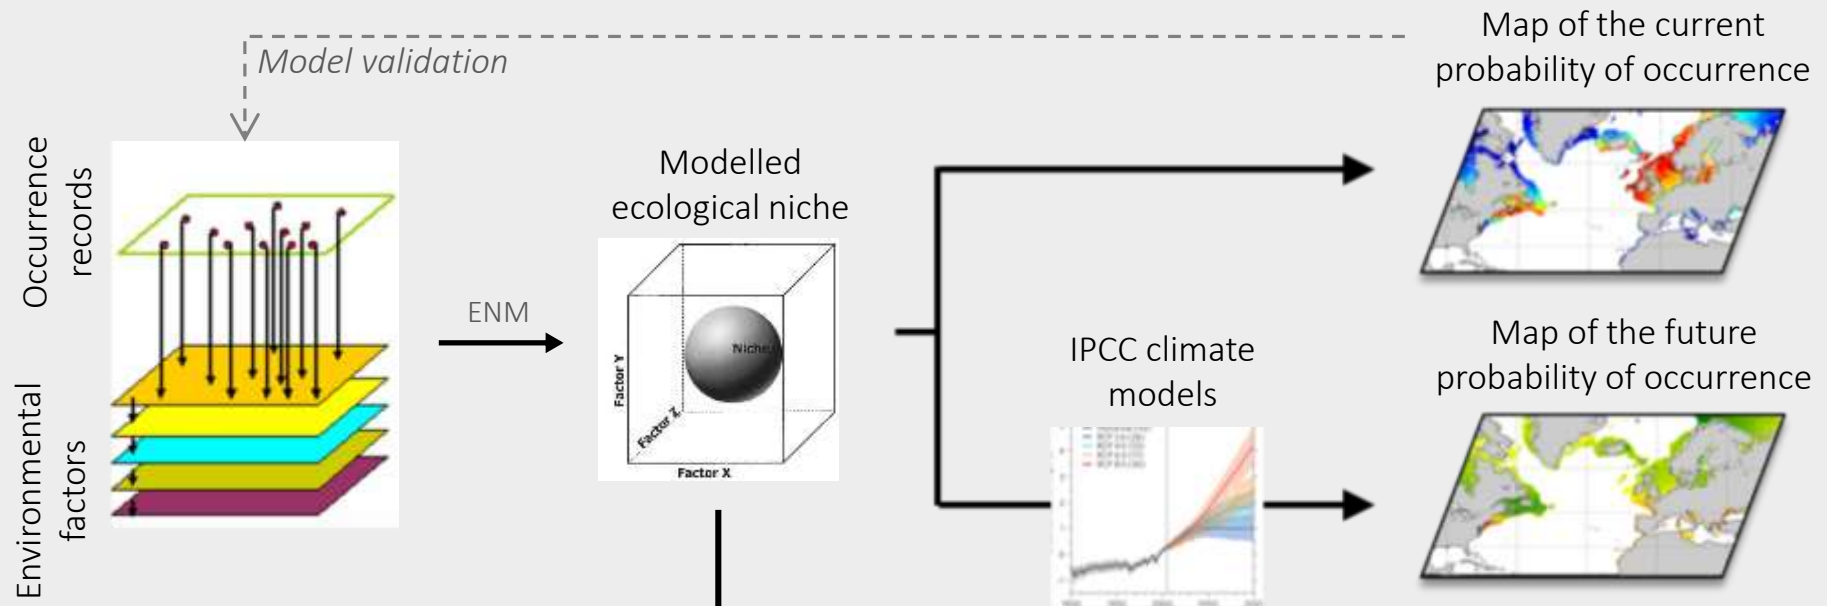 Model validation
Map of the current
probability of occurrence
Occurrence
records
Environmental
factors
ENM
Modelled
ecological niche
Niche
Factor Y
Factor Z
Factor X
IPCC climate
models
Map of the future
probability of occurrence